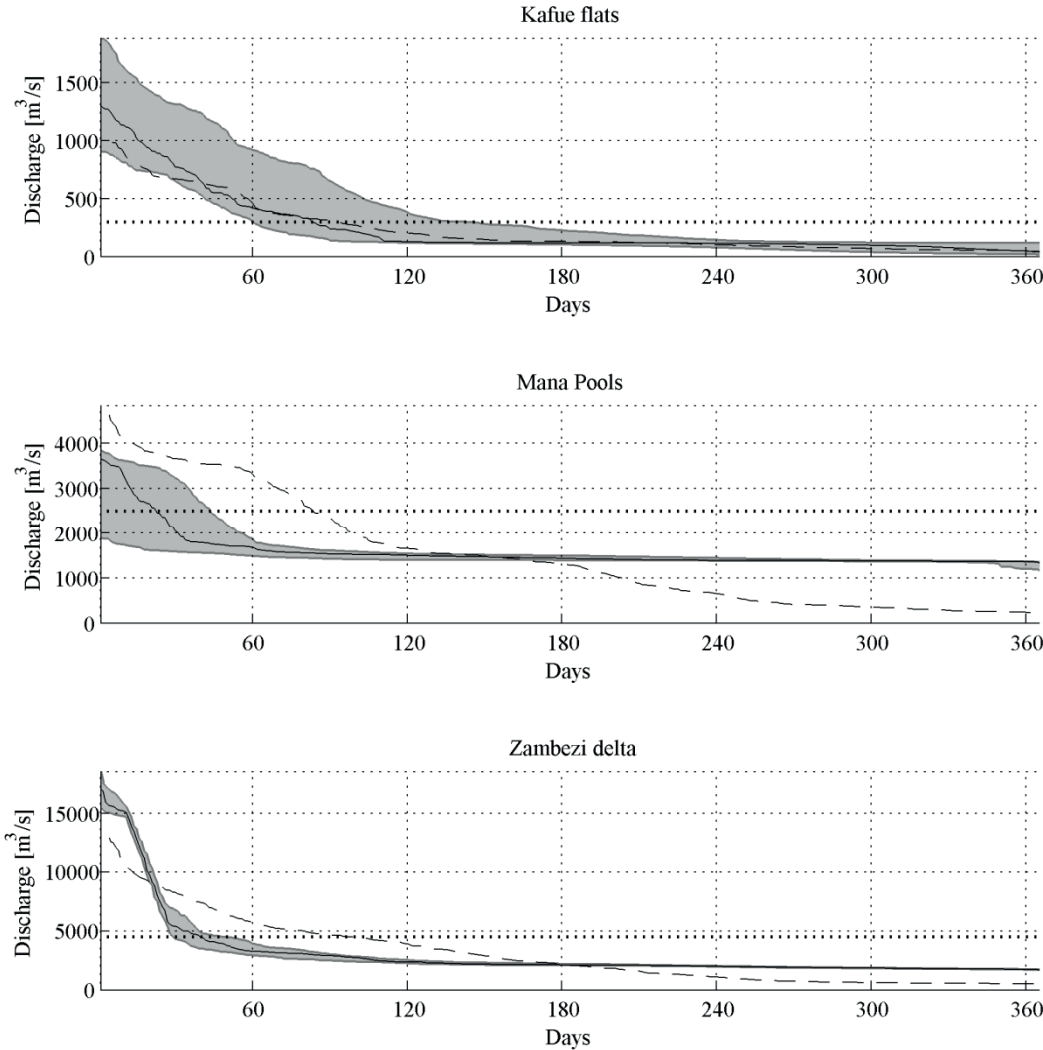 Kafue flats
Discharge [m³/s]
1500
1000
500
0
60 120 180 240 300 360
Days
Mana Pools
Discharge [m³/s]
4000
3000
2000
1000
0
60 120 180 240 300 360
Days
Zambezi delta
Discharge [m³/s]
15000
10000
5000
0
60 120 180 240 300 360
Days